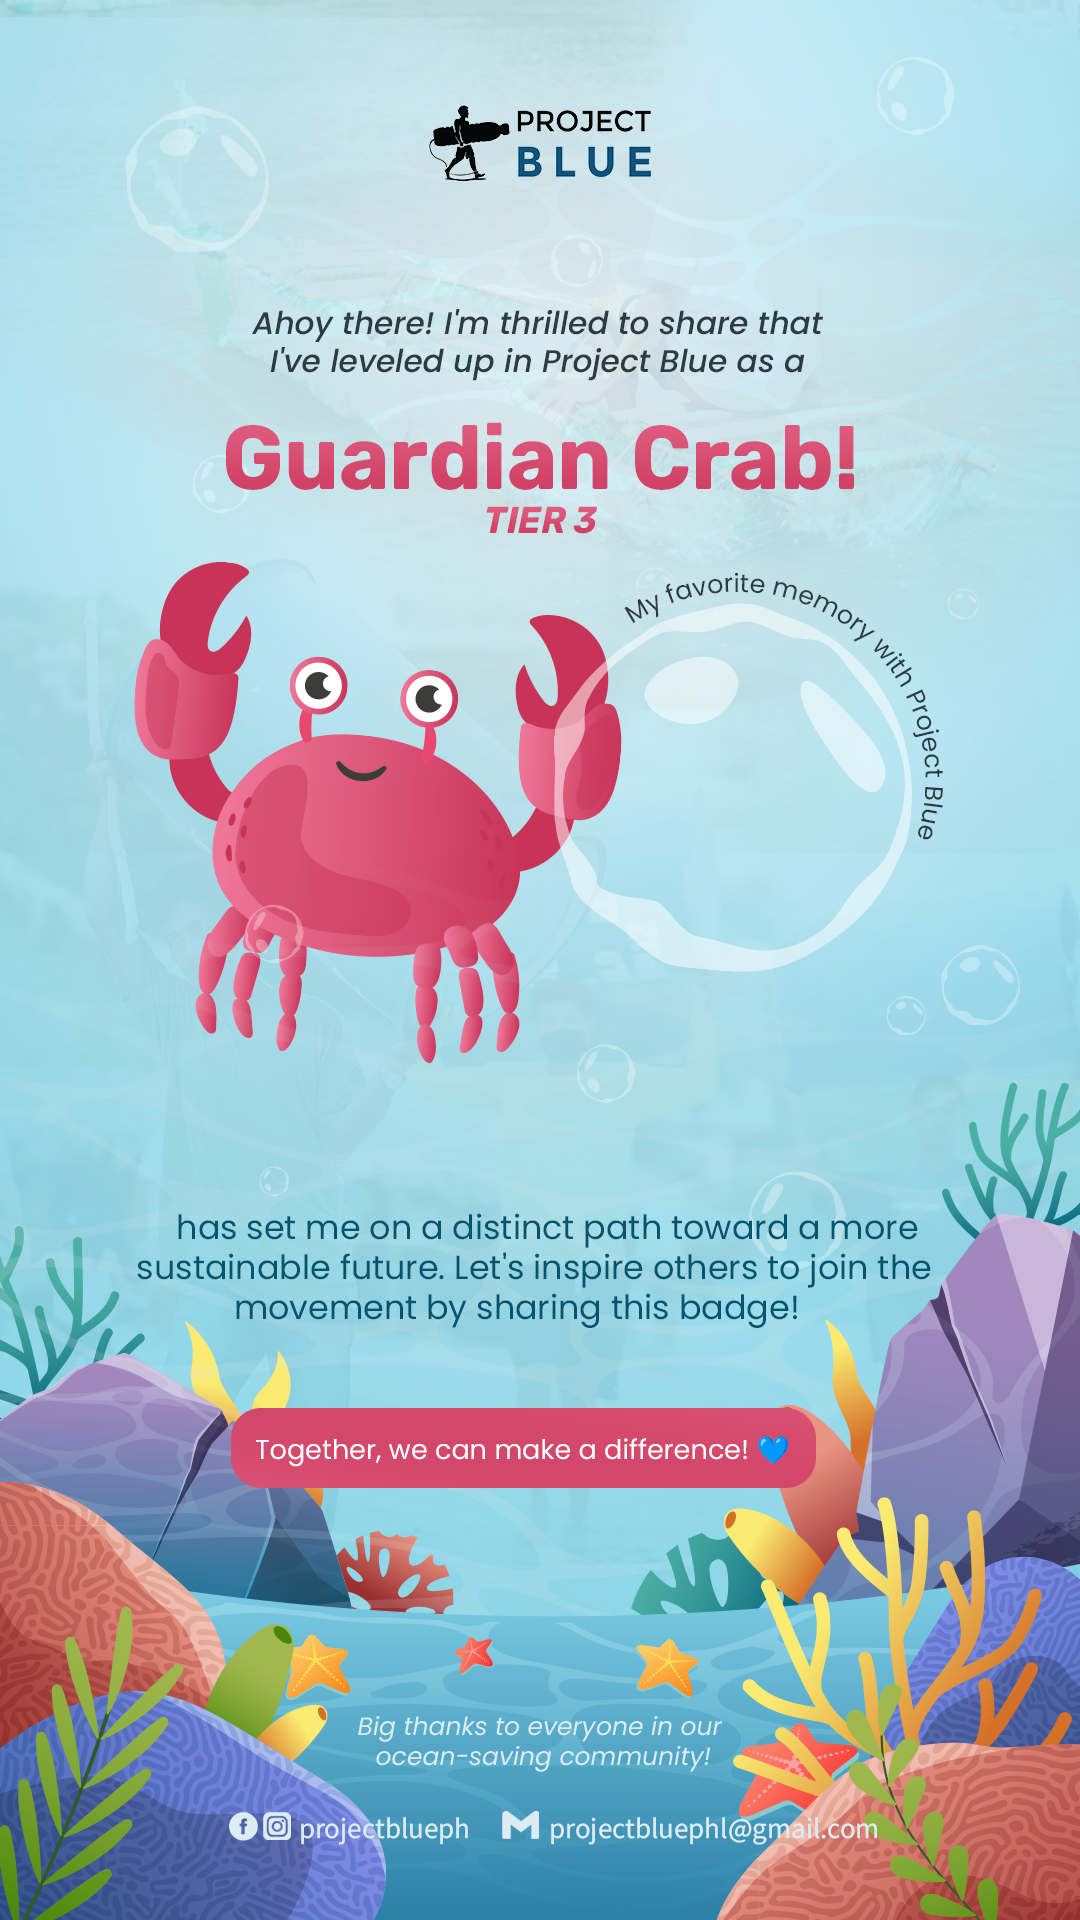 PROJECT
BLUE
Ahoy there! I'm thrilled to share that
I've leveled up in Project Blue as a
Guardian Crab!
TIER 3
My favorite memory with Project Blue
has set me on a distinct path toward a more
sustainable future. Let's inspire others to join the
movement by sharing this badge!
Together, we can make a difference! 💙
Big thanks to everyone in our
ocean-saving community!
projectblueph projectbluephl@gmail.com